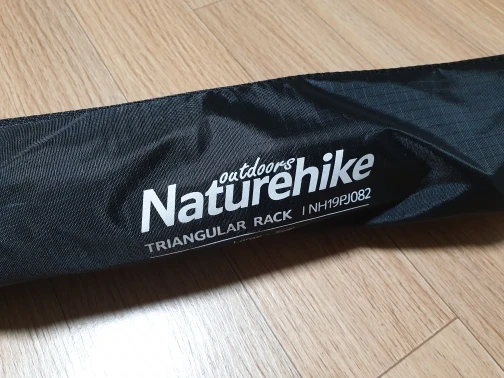 outdoors
Naturehike
TRIANGULAR RACK | NH19PJ082